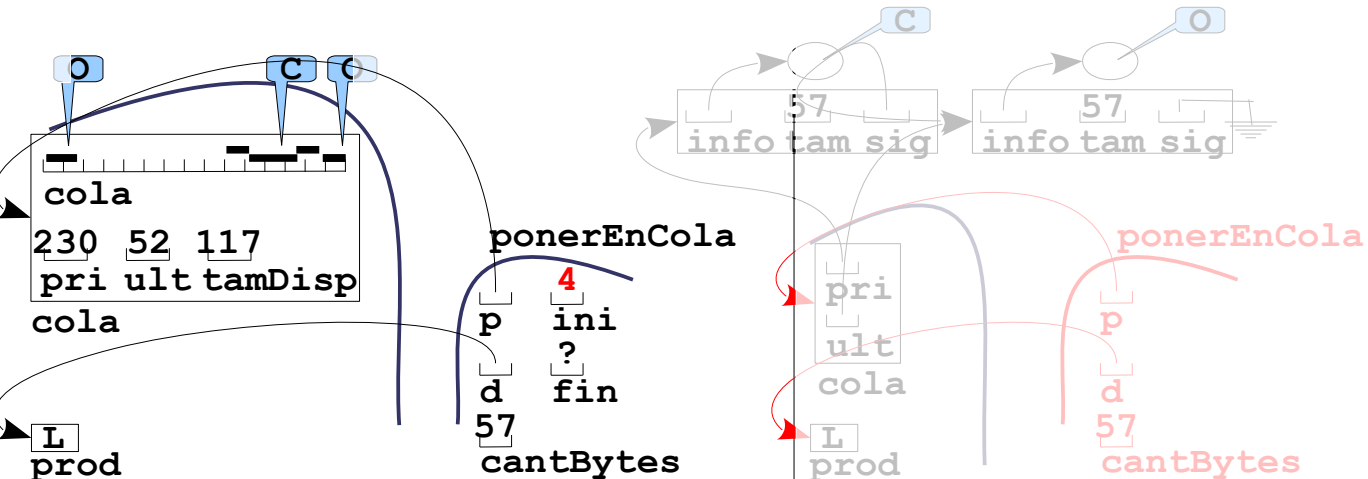 O C O
cola
230 52 117
pri ult tamDisp
cola
ponerEnCola
4
p ini
?
d fin
57
cantBytes
L
prod
C O
57 57
info tam sig info tam sig
pri
ult
cola
ponerEnCola
p
d
57
cantBytes
L
prod